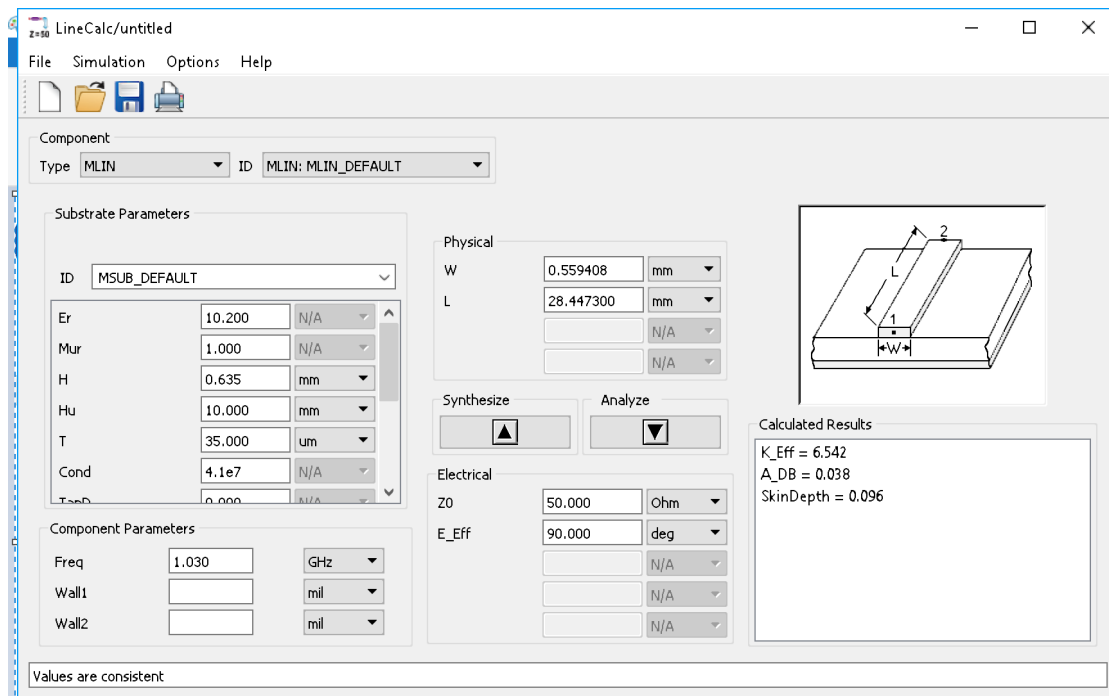 Z=50 LineCalc/untitled
File Simulation Options Help
Component
Type MLIN ID MLIN: MLIN_DEFAULT
Substrate Parameters
ID MSUB_DEFAULT
Er 10.200 N/A
Mur 1.000 N/A
H 0.635 mm
Hu 10.000 mm
T 35.000 um
Cond 4.1e7 N/A
TanD 0.000 N/A
Component Parameters
Freq 1.030 GHz
Wall1 mil
Wall2 mil
Physical
W 0.559408 mm
L 28.447300 mm
N/A
N/A
Synthesize Analyze
Electrical
Z0 50.000 Ohm
E_Eff 90.000 deg
N/A
N/A
N/A
2
L
1
W
Calculated Results
K_Eff = 6.542
A_DB = 0.038
SkinDepth = 0.096
Values are consistent